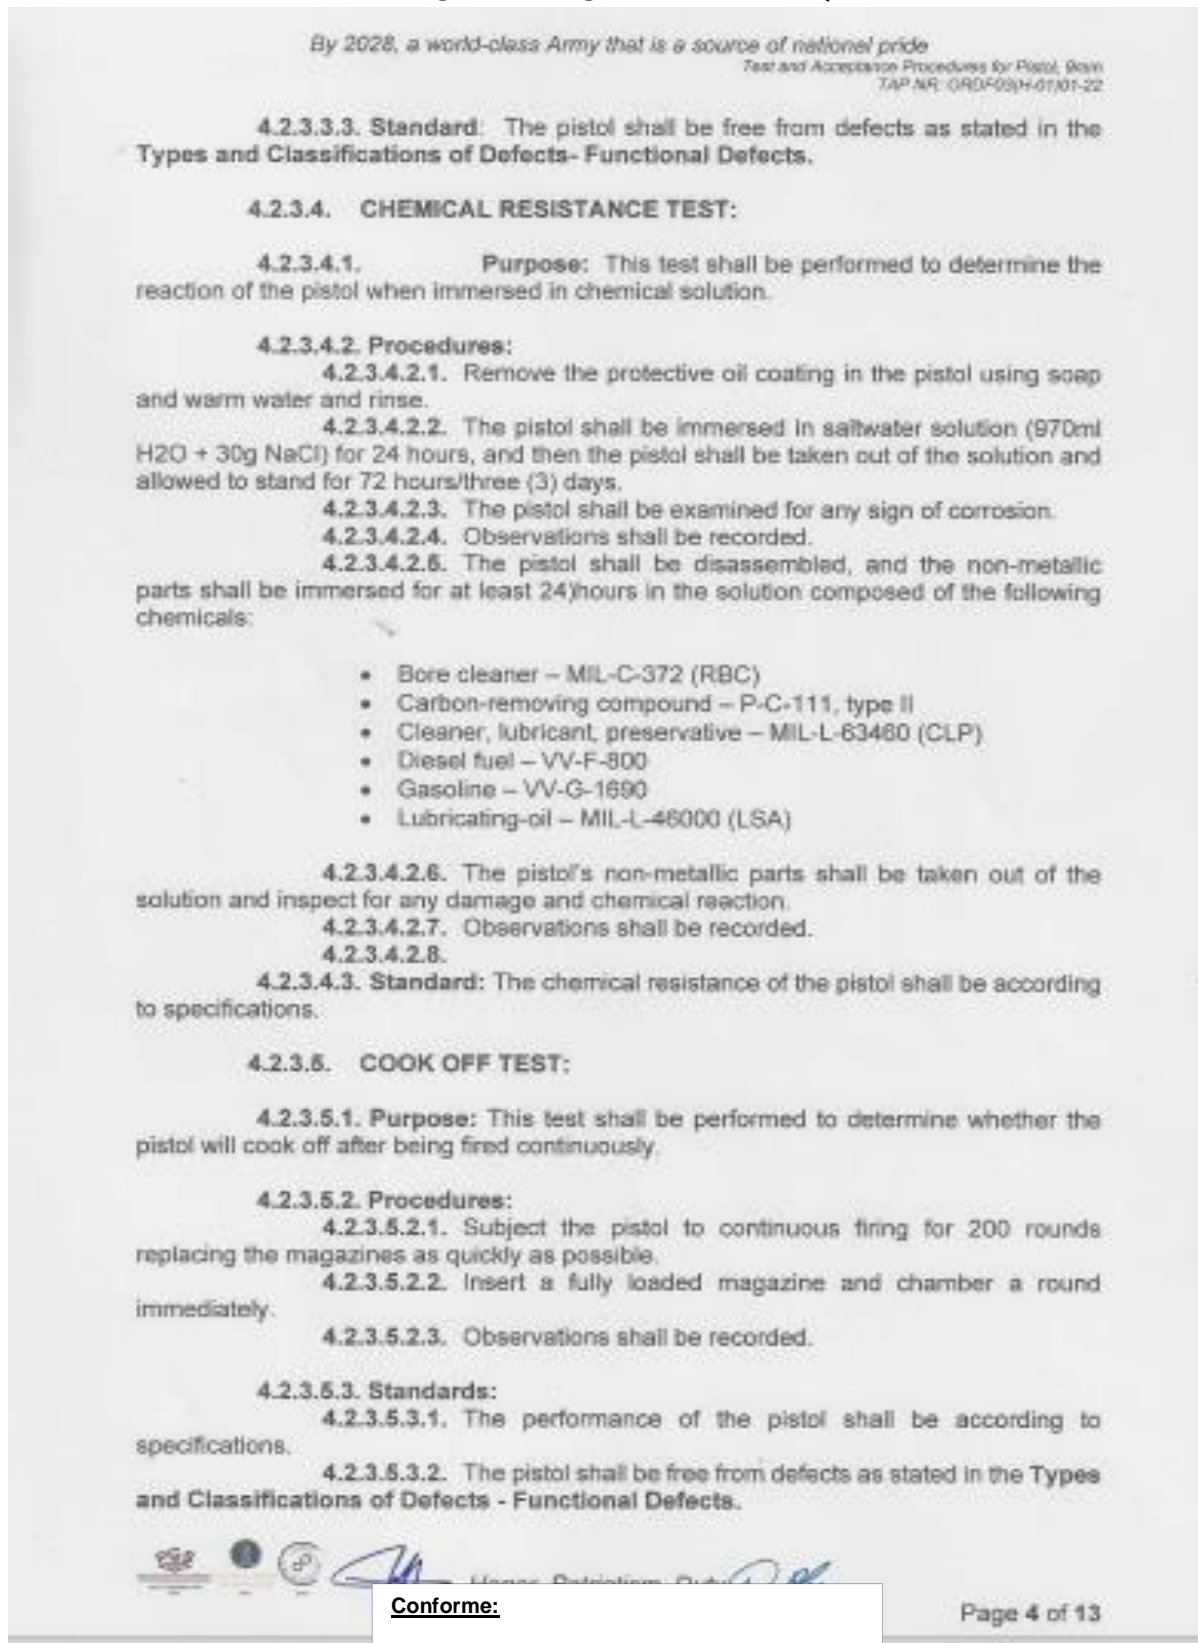 By 2028, a world-class Army that is a source of national pride
Test and Acceptance Procedures for Pistol, 9mm
TAP NR: ORDF03(H-01)01-22
4.2.3.3.3. Standard: The pistol shall be free from defects as stated in the
Types and Classifications of Defects- Functional Defects.
4.2.3.4. CHEMICAL RESISTANCE TEST:
4.2.3.4.1. Purpose: This test shall be performed to determine the
reaction of the pistol when immersed in chemical solution.
4.2.3.4.2. Procedures:
4.2.3.4.2.1. Remove the protective oil coating in the pistol using soap
and warm water and rinse.
4.2.3.4.2.2. The pistol shall be immersed in saltwater solution (970ml
H2O + 30g NaCl) for 24 hours, and then the pistol shall be taken out of the solution and
allowed to stand for 72 hours/three (3) days.
4.2.3.4.2.3. The pistol shall be examined for any sign of corrosion.
4.2.3.4.2.4. Observations shall be recorded.
4.2.3.4.2.5. The pistol shall be disassembled, and the non-metallic
parts shall be immersed for at least 24)hours in the solution composed of the following
chemicals:
• Bore cleaner – MIL-C-372 (RBC)
• Carbon-removing compound – P-C-111, type II
• Cleaner, lubricant, preservative – MIL-L-63460 (CLP)
• Diesel fuel – VV-F-800
• Gasoline – VV-G-1690
• Lubricating-oil – MIL-L-46000 (LSA)
4.2.3.4.2.6. The pistol's non-metallic parts shall be taken out of the
solution and inspect for any damage and chemical reaction.
4.2.3.4.2.7. Observations shall be recorded.
4.2.3.4.2.8.
4.2.3.4.3. Standard: The chemical resistance of the pistol shall be according
to specifications.
4.2.3.5. COOK OFF TEST:
4.2.3.5.1. Purpose: This test shall be performed to determine whether the
pistol will cook off after being fired continuously.
4.2.3.5.2. Procedures:
4.2.3.5.2.1. Subject the pistol to continuous firing for 200 rounds
replacing the magazines as quickly as possible.
4.2.3.5.2.2. Insert a fully loaded magazine and chamber a round
immediately.
4.2.3.5.2.3. Observations shall be recorded.
4.2.3.5.3. Standards:
4.2.3.5.3.1. The performance of the pistol shall be according to
specifications.
4.2.3.5.3.2. The pistol shall be free from defects as stated in the Types
and Classifications of Defects - Functional Defects.
Honor. Patriotism. Duty
Conforme:
Page 4 of 13